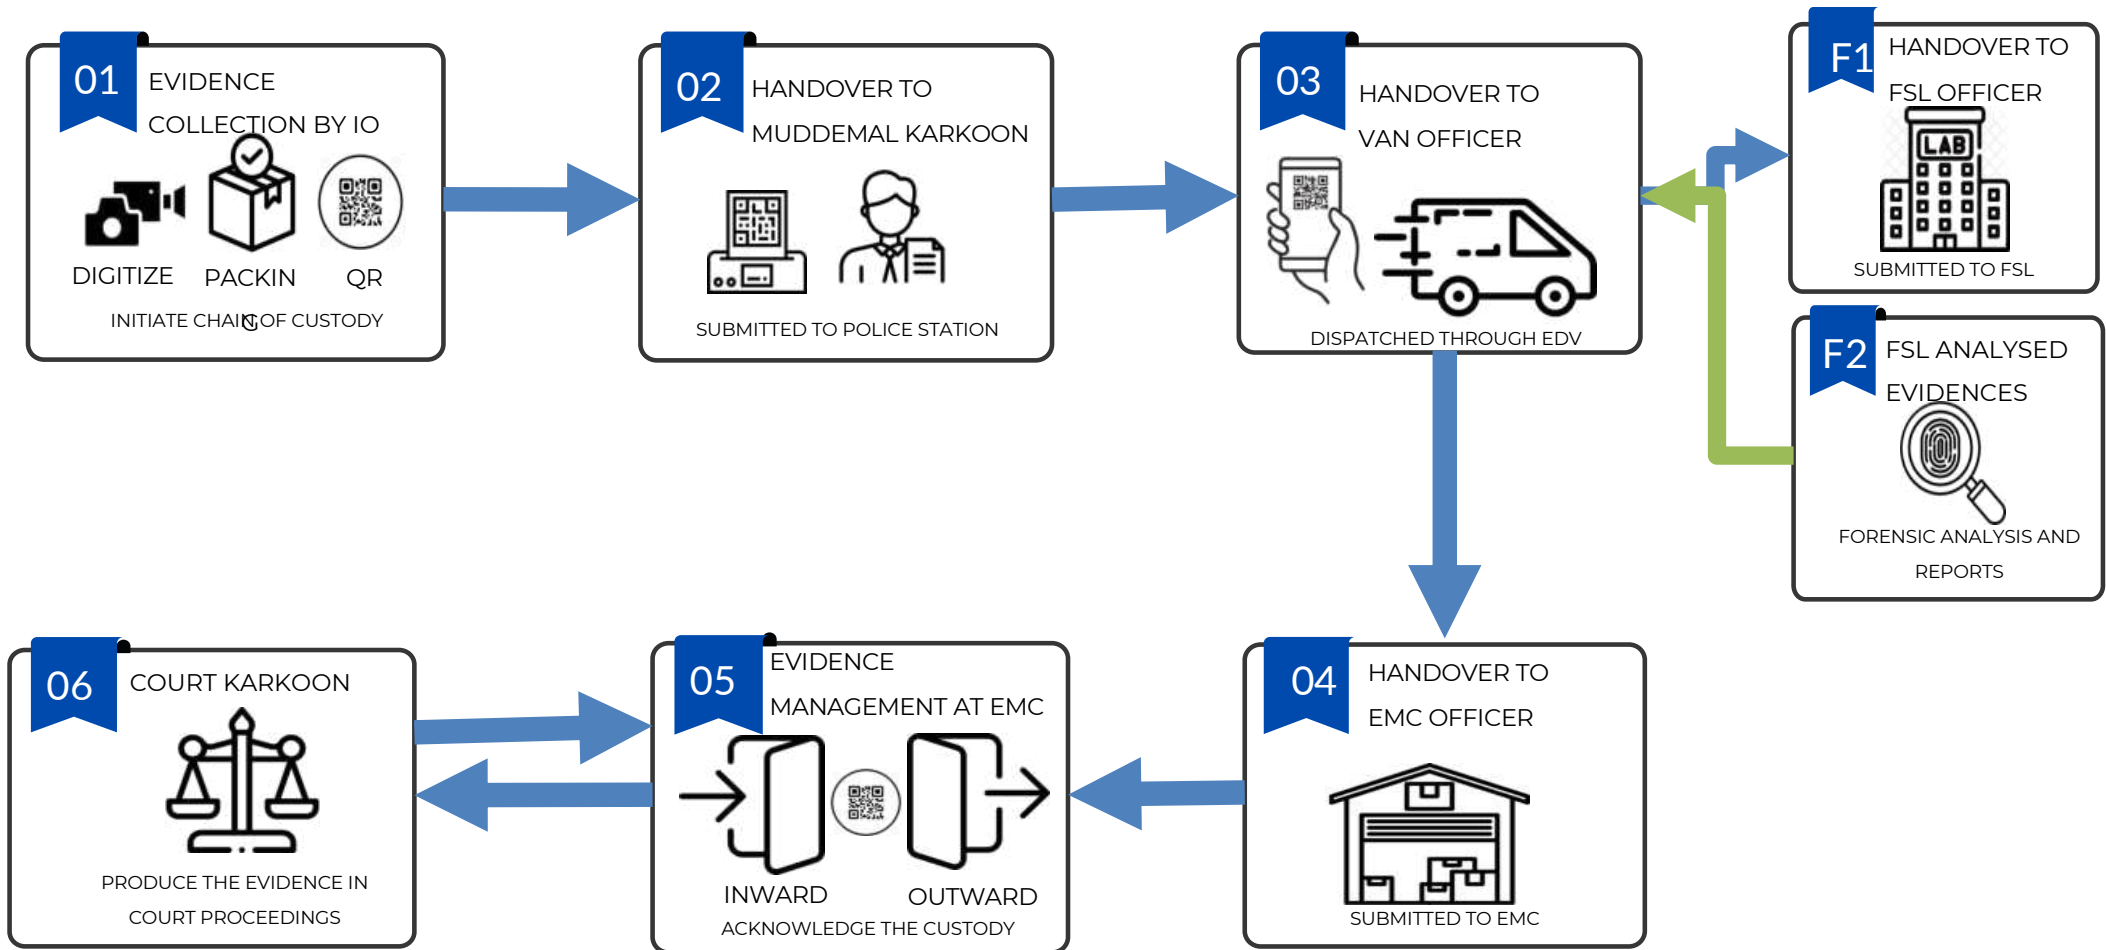 01
EVIDENCE
COLLECTION BY IO
DIGITIZE
PACKING
QR
INITIATE CHAIN OF CUSTODY
02
HANDOVER TO
MUDDEMAL KARKOON
SUBMITTED TO POLICE STATION
03
HANDOVER TO
VAN OFFICER
DISPATCHED THROUGH EDV
F1
HANDOVER TO
FSL OFFICER
LAB
SUBMITTED TO FSL
F2
FSL ANALYSED
EVIDENCES
FORENSIC ANALYSIS AND
REPORTS
04
HANDOVER TO
EMC OFFICER
SUBMITTED TO EMC
05
EVIDENCE
MANAGEMENT AT EMC
INWARD
OUTWARD
ACKNOWLEDGE THE CUSTODY
06
COURT KARKOON
PRODUCE THE EVIDENCE IN
COURT PROCEEDINGS